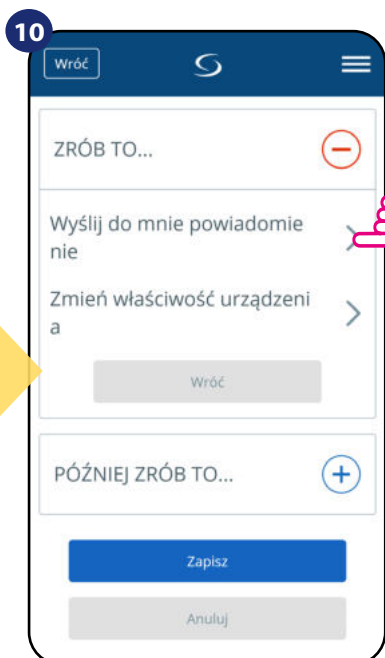 10
Wróć
ZRÓB TO...
Wyślij do mnie powiadomie
nie
Zmień właściwość urządzeni
a
Wróć
PÓŹNIEJ ZRÓB TO...
Zapisz
Anuluj